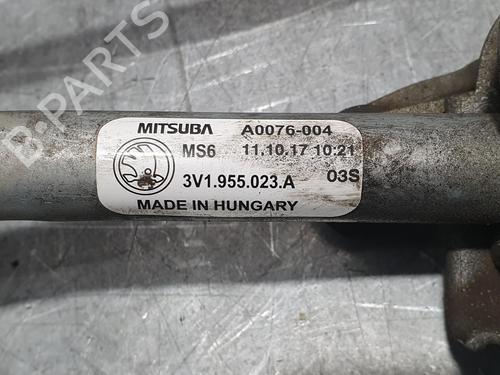 B-PARTS
MITSUBA A0076-004
MS6 11.10.17 10:21
3V1.955.023.A 03S
MADE IN HUNGARY